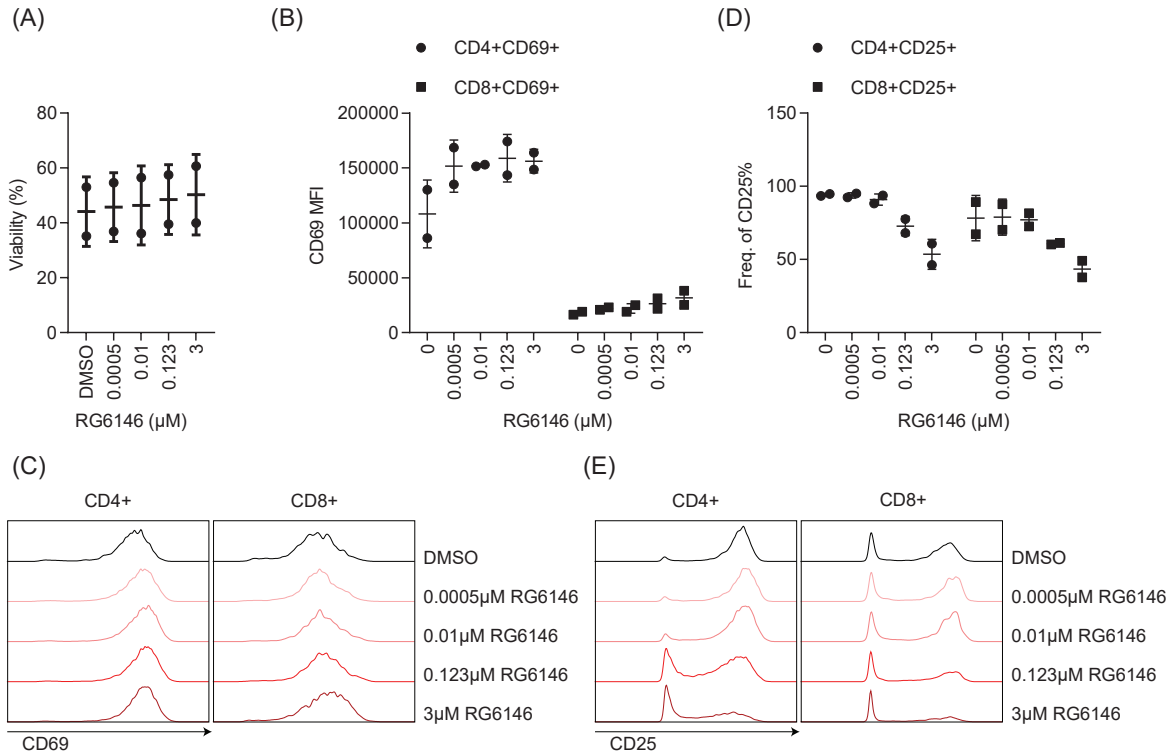 (A)
Viability (%)
80
60
40
20
0
DMSO
0.0005
0.01
0.123
3
RG6146 (μM)
(B)
CD4+CD69+
CD8+CD69+
CD69 MFI
200000
150000
100000
50000
0
0
0.0005
0.01
0.123
3
0
0.0005
0.01
0.123
3
RG6146 (μM)
(D)
CD4+CD25+
CD8+CD25+
Freq. of CD25%
150
100
50
0
0
0.0005
0.01
0.123
3
0
0.0005
0.01
0.123
3
RG6146 (μM)
(C)
CD4+
CD8+
DMSO
0.0005μM RG6146
0.01μM RG6146
0.123μM RG6146
3μM RG6146
CD69
(E)
CD4+
CD8+
DMSO
0.0005μM RG6146
0.01μM RG6146
0.123μM RG6146
3μM RG6146
CD25